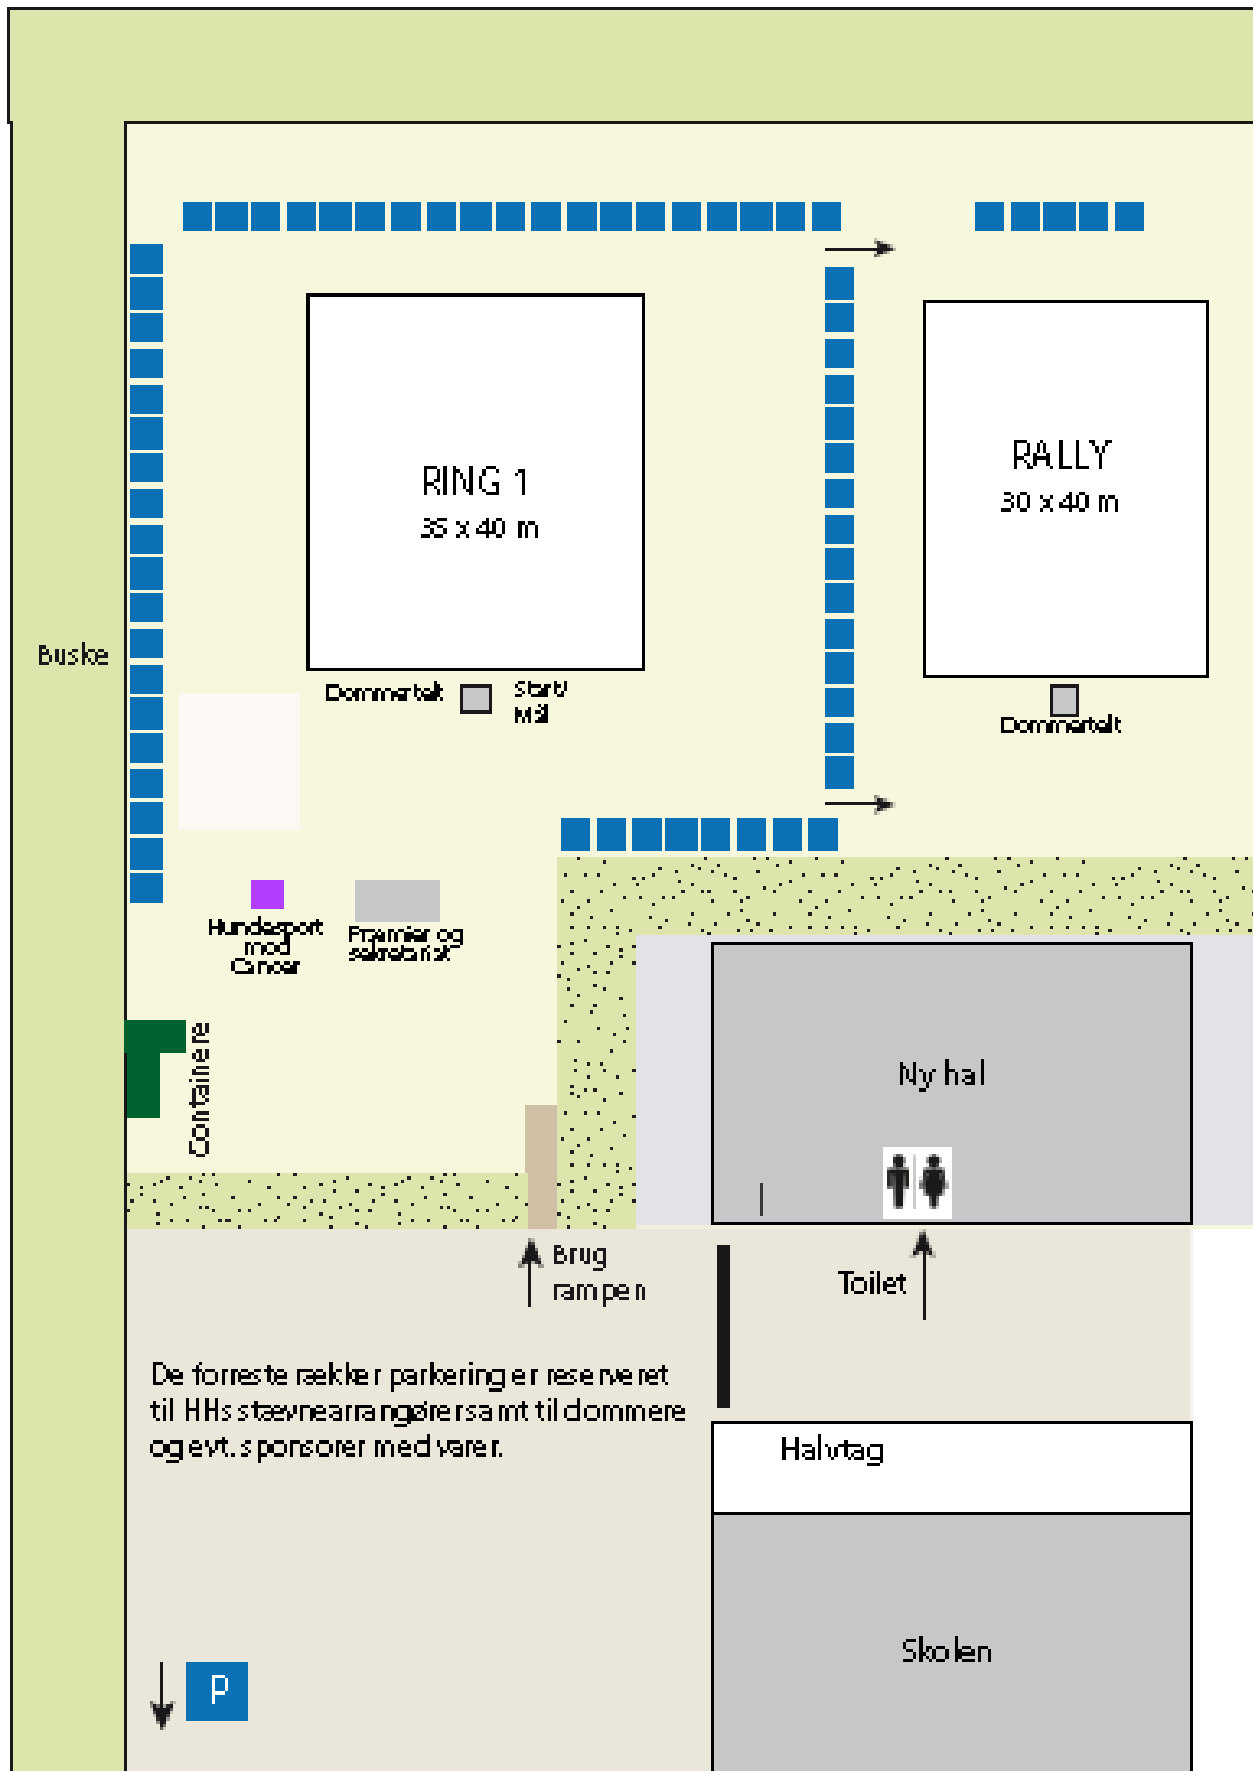 RING 1
35 x 40 m
RALLY
30 x 40 m
Buske
Dommertelt
Start/
Mål
Dommertelt
Hundesport
mod
Cancer
Præmier og
sekretariat
Containere
Ny hal
Brug
rampen
Toilet
De forreste rækker parkering er reserveret
til HHs stævnearrangører samt til dommere
og evt. sponsorer med varer.
Halvtag
Skolen
P